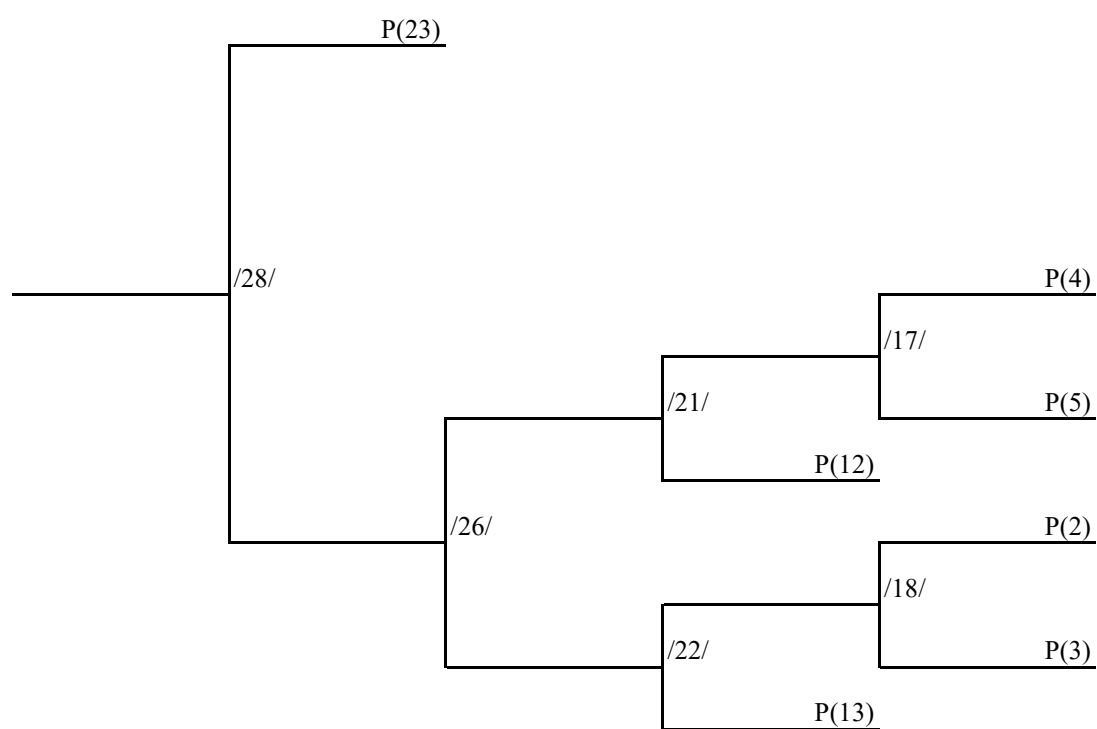 P(23)
/28/
P(4)
/17/
/21/
P(5)
P(12)
/26/
P(2)
/18/
/22/
P(3)
P(13)